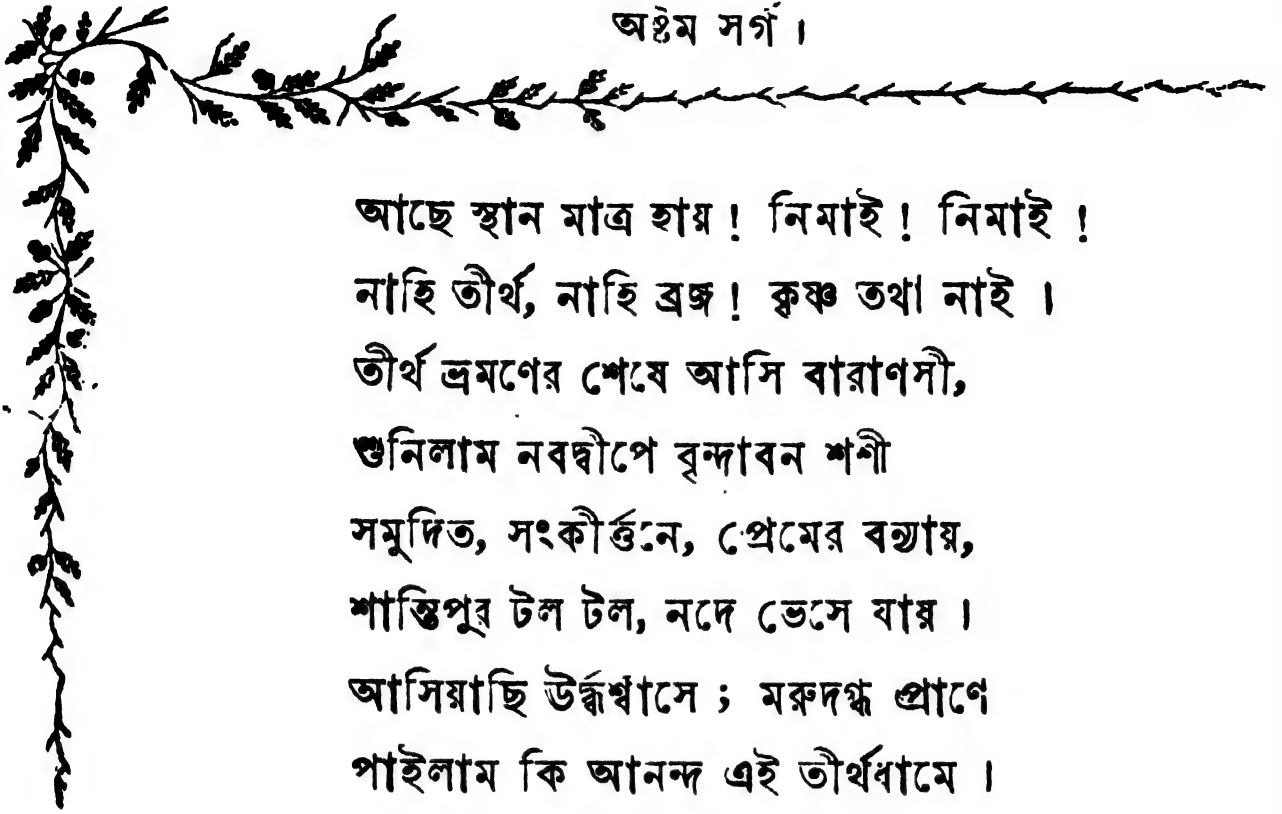 অষ্টম সর্গ ।
আছে স্থান মাত্র হায় ! নিমাই ! নিমাই !
নাহি তীর্থ, নাহি ব্রজ ! কৃষ্ণ তথা নাই ।
তীর্থ ভ্রমণের শেষে আসি বারাণসী,
শুনিলাম নবদ্বীপে বৃন্দাবন শশী
সমুদিত, সংকীর্ত্তনে, প্রেমের বন্যায়,
শান্তিপুর টল টল, নদে ভেসে যায় ।
আসিয়াছি ঊর্দ্ধশ্বাসে ; মরুদগ্ধ প্রাণে
পাইলাম কি আনন্দ এই তীর্থধামে ।